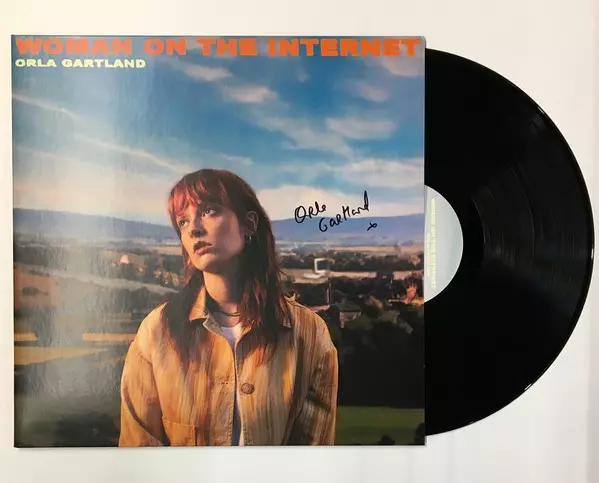 WOMAN ON THE INTERNET
ORLA GARTLAND
Orla
Gartland
x